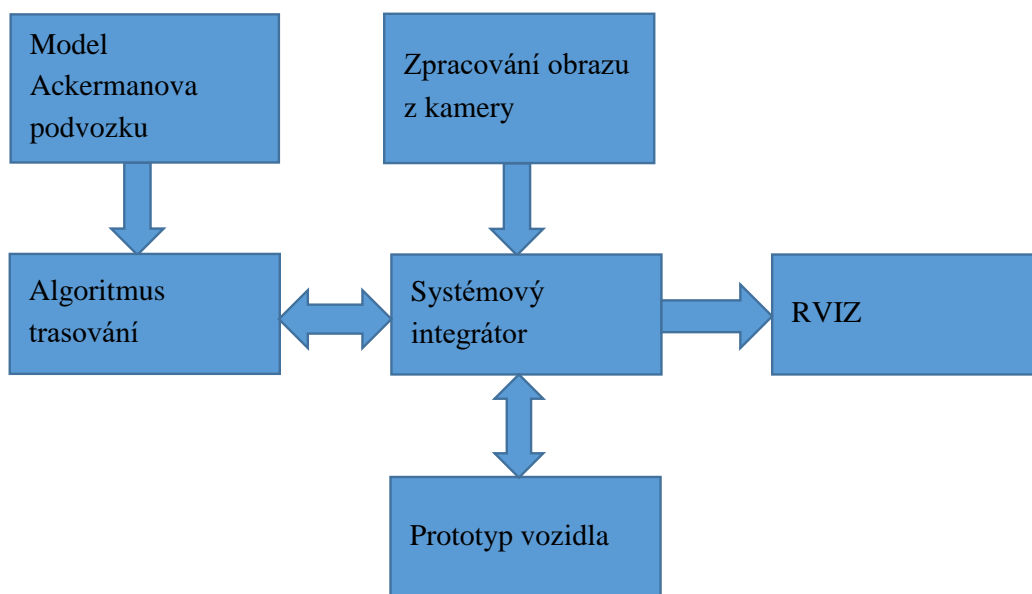 Model
Ackermanova
podvozku
Zpracování obrazu
z kamery
Algoritmus
trasování
Systémový
integrátor
RVIZ
Prototyp vozidla